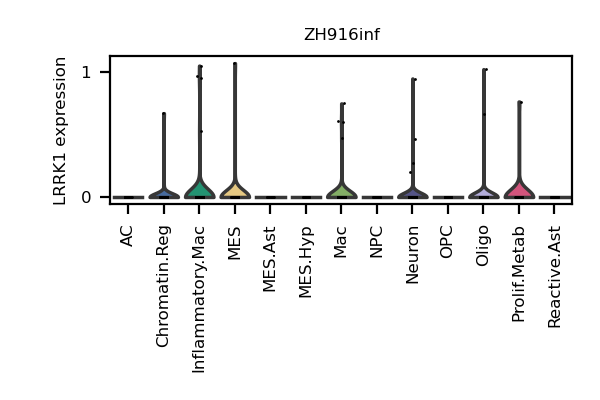 ZH916inf
LRRK1 expression
1
0
AC
Chromatin.Reg
Inflammatory.Mac
MES
MES.Ast
MES.Hyp
Mac
NPC
Neuron
OPC
Oligo
Prolif.Metab
Reactive.Ast